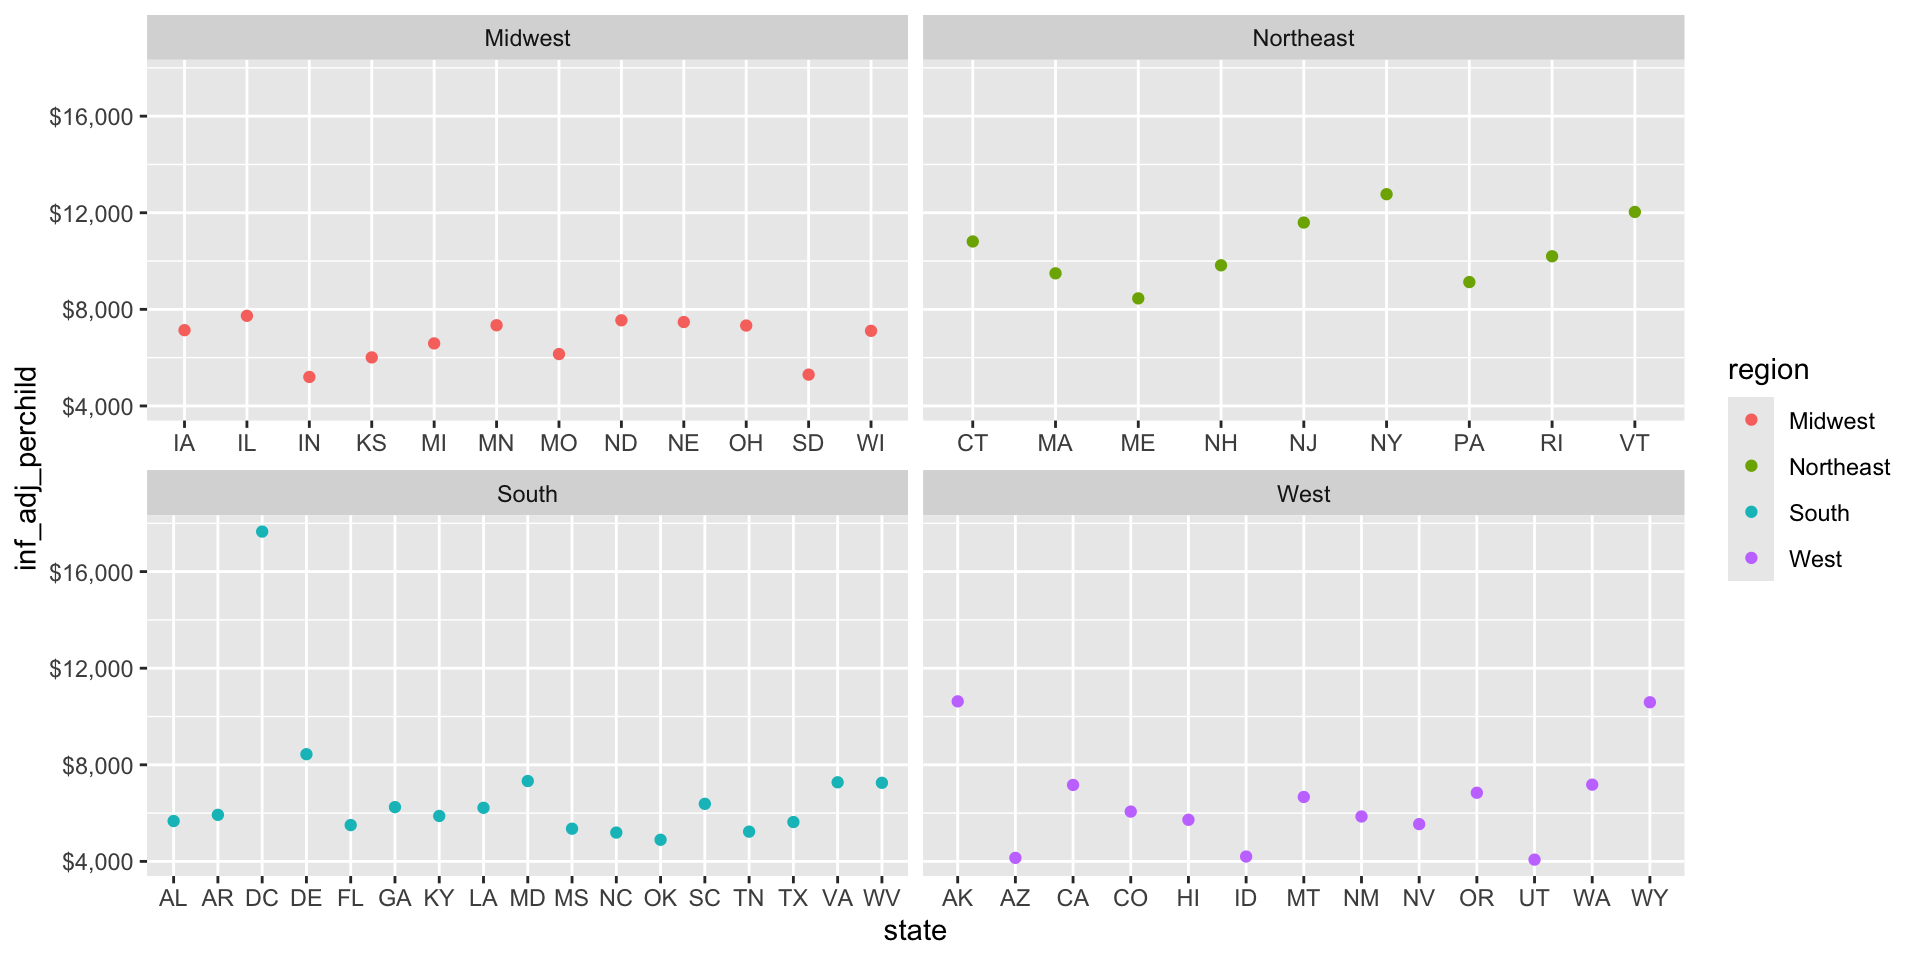 Midwest Northeast
$16,000
$12,000
$8,000
$4,000
IA IL IN KS MI MN MO ND NE OH SD WI
CT MA ME NH NJ NY PA RI VT
South West
$16,000
$12,000
$8,000
$4,000
AL AR DC DE FL GA KY LA MD MS NC OK SC TN TX VA WV
AK AZ CA CO HI ID MT NM NV OR UT WA WY
state
inf_adj_perchild
region
Midwest
Northeast
South
West